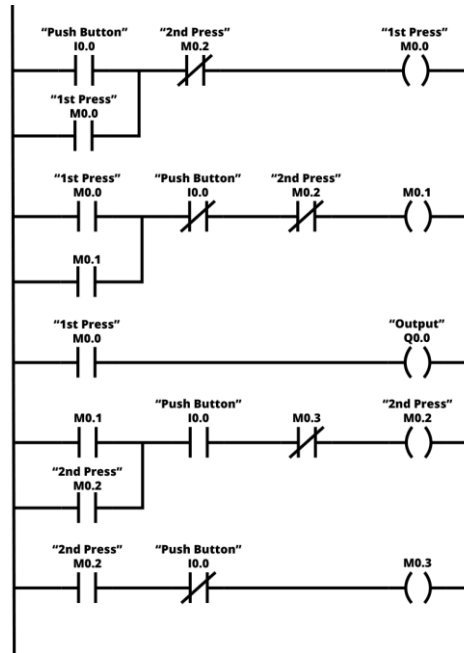 “Push Button” “2nd Press” “1st Press”
I0.0 M0.2 M0.0
“1st Press”
M0.0
“1st Press” “Push Button” “2nd Press”
M0.0 I0.0 M0.2 M0.1
M0.1
“1st Press” “Output”
M0.0 Q0.0
“Push Button” “2nd Press”
M0.1 I0.0 M0.3 M0.2
“2nd Press”
M0.2
“2nd Press” “Push Button”
M0.2 I0.0 M0.3